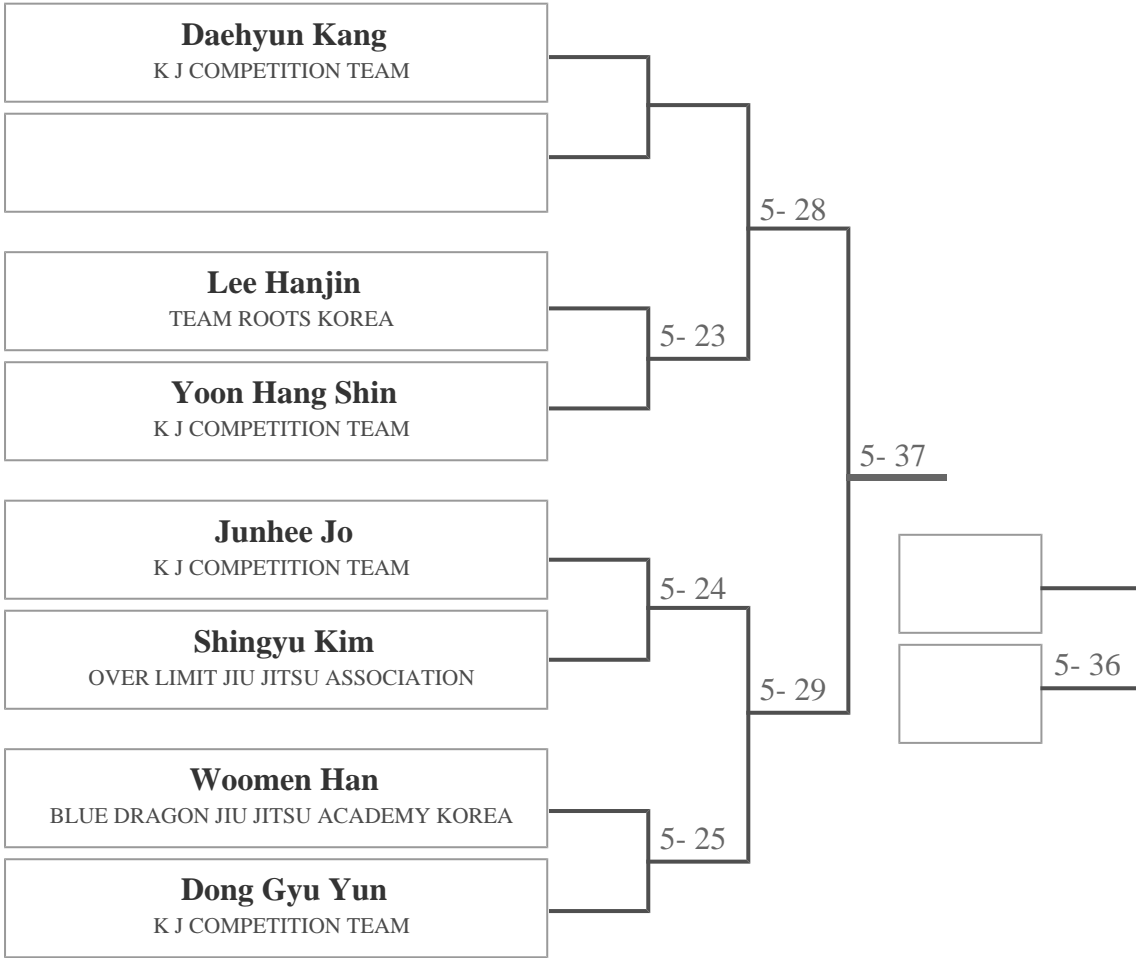 Daehyun Kang
K J COMPETITION TEAM
5- 28
Lee Hanjin
TEAM ROOTS KOREA
5- 23
Yoon Hang Shin
K J COMPETITION TEAM
5- 37
Junhee Jo
K J COMPETITION TEAM
5- 24
Shingyu Kim
OVER LIMIT JIU JITSU ASSOCIATION
5- 36
5- 29
Woomen Han
BLUE DRAGON JIU JITSU ACADEMY KOREA
5- 25
Dong Gyu Yun
K J COMPETITION TEAM